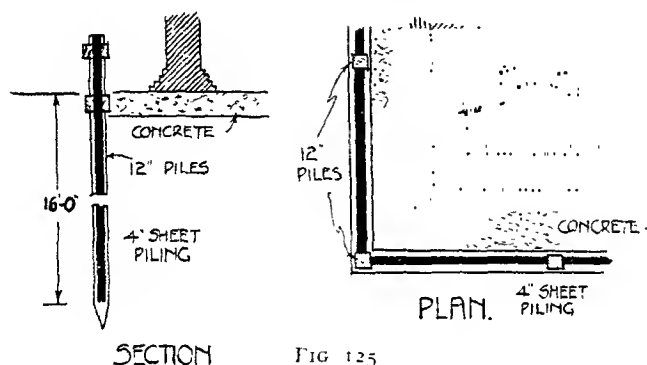 CONCRETE
12" PILES
16'-0"
4" SHEET
PILING
SECTION
12"
PILES
CONCRETE
PLAN.
4" SHEET
PILING
FIG 125